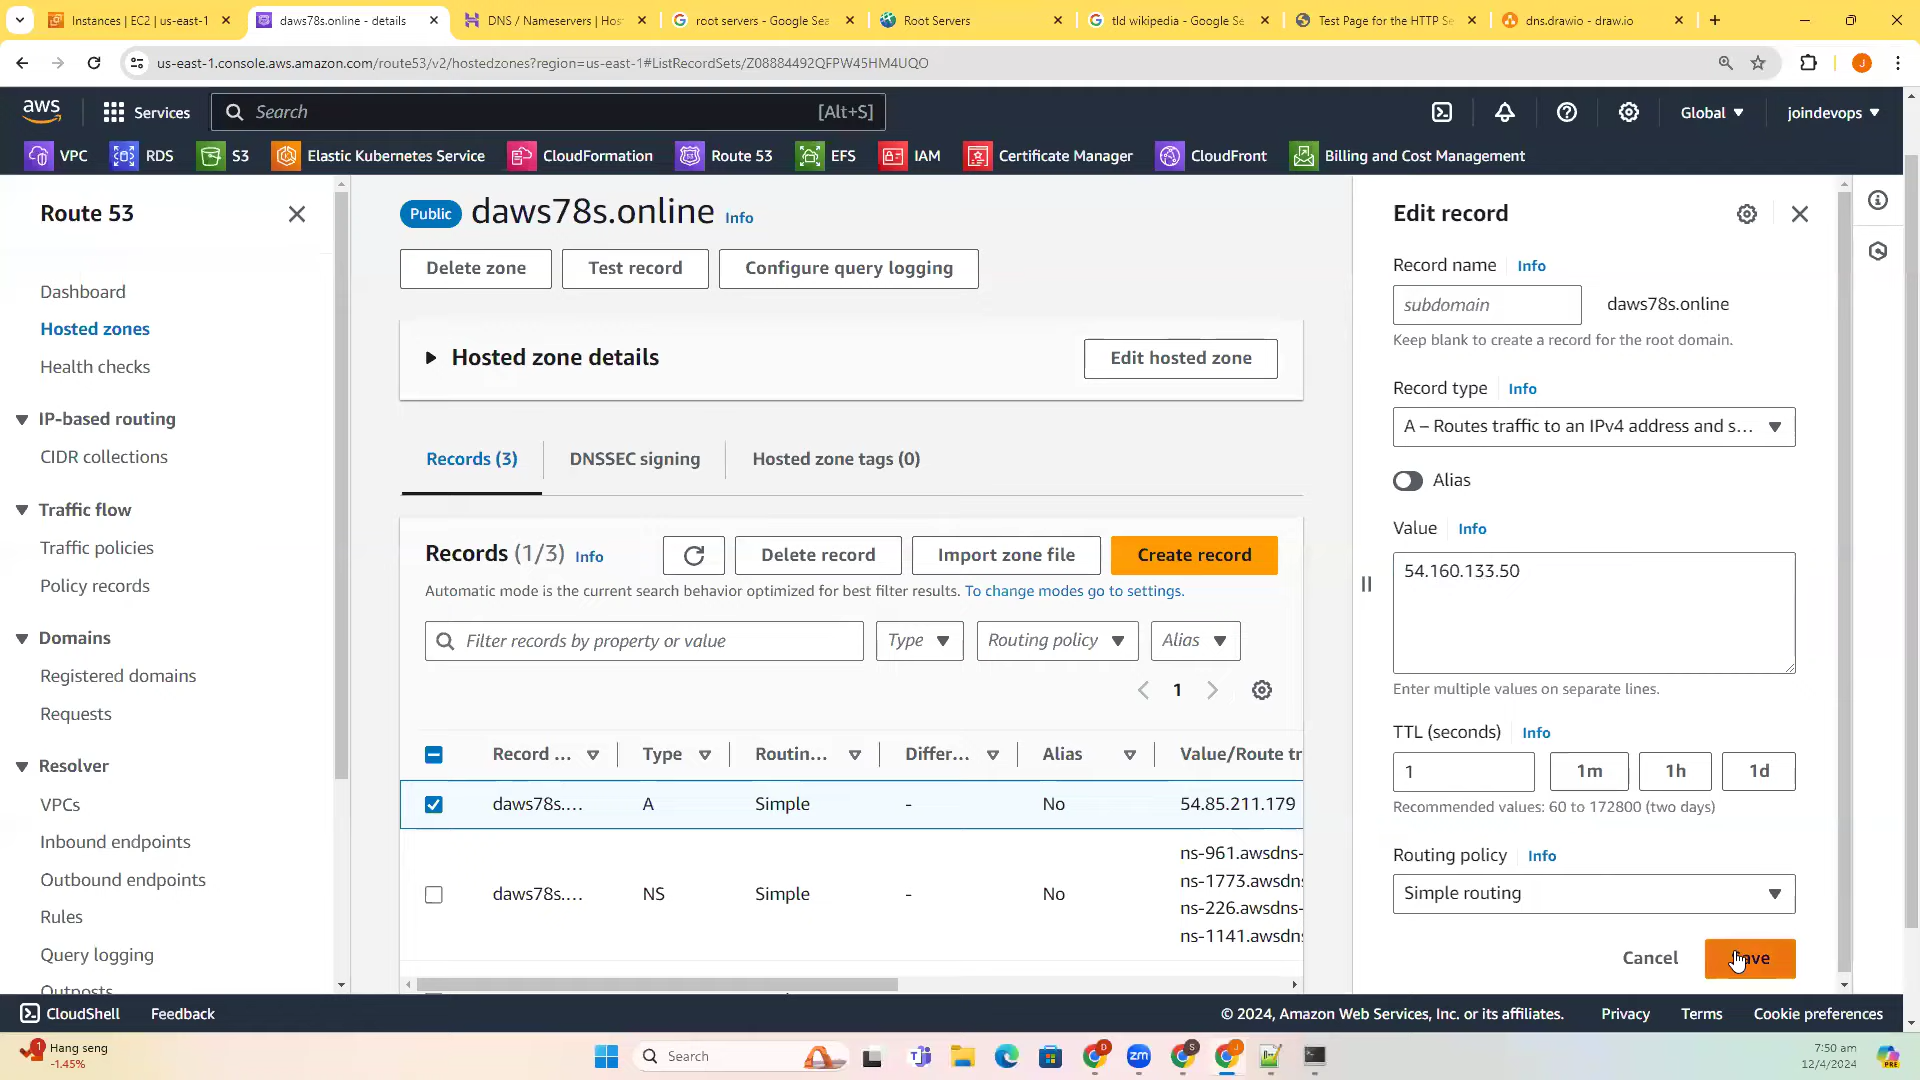 Instances | EC2 | us-east-1
daws78s.online - details
DNS / Nameservers | Hos
root servers - Google Sea
Root Servers
tld wikipedia - Google Se
Test Page for the HTTP Se
dns.drawio - draw.io
us-east-1.console.aws.amazon.com/route53/v2/hostedzones?region=us-east-1#ListRecordSets/Z08884492QFPW45HM4UQO
J
aws
Services
Search
[Alt+S]
Global
joindevops
VPC
RDS
S3
Elastic Kubernetes Service
CloudFormation
Route 53
EFS
IAM
Certificate Manager
CloudFront
Billing and Cost Management
Route 53
Dashboard
Hosted zones
Health checks
IP-based routing
CIDR collections
Traffic flow
Traffic policies
Policy records
Domains
Registered domains
Requests
Resolver
VPCs
Inbound endpoints
Outbound endpoints
Rules
Query logging
Outposts
Public
daws78s.online
Info
Delete zone
Test record
Configure query logging
Hosted zone details
Edit hosted zone
Records (3)
DNSSEC signing
Hosted zone tags (0)
Records (1/3)
Info
Delete record
Import zone file
Create record
Automatic mode is the current search behavior optimized for best filter results. To change modes go to settings.
Filter records by property or value
Type
Routing policy
Alias
1
Record ...
Type
Routin...
Differ...
Alias
Value/Route tr
daws78s....
A
Simple
-
No
54.85.211.179
daws78s....
NS
Simple
-
No
ns-961.awsdns-
ns-1773.awsdns
ns-226.awsdns-
ns-1141.awsdns
Edit record
Record name
Info
subdomain
daws78s.online
Keep blank to create a record for the root domain.
Record type
Info
A – Routes traffic to an IPv4 address and s...
Alias
Value
Info
54.160.133.50
Enter multiple values on separate lines.
TTL (seconds)
Info
1
1m
1h
1d
Recommended values: 60 to 172800 (two days)
Routing policy
Info
Simple routing
Cancel
CloudShell
Feedback
© 2024, Amazon Web Services, Inc. or its affiliates.
Privacy
Terms
Cookie preferences
1
Hang seng
-1.45%
Search
D
zm
S
J
7:50 am
12/4/2024
PRE